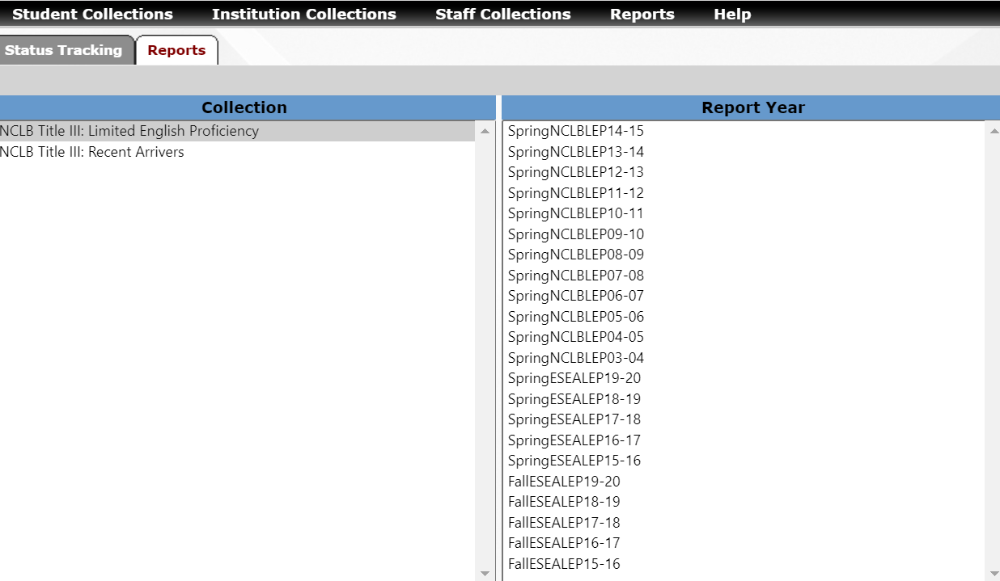 Student Collections Institution Collections Staff Collections Reports Help
Status Tracking Reports
Collection
NCLB Title III: Limited English Proficiency
NCLB Title III: Recent Arrivers
Report Year
SpringNCLBLEP14-15
SpringNCLBLEP13-14
SpringNCLBLEP12-13
SpringNCLBLEP11-12
SpringNCLBLEP10-11
SpringNCLBLEP09-10
SpringNCLBLEP08-09
SpringNCLBLEP07-08
SpringNCLBLEP06-07
SpringNCLBLEP05-06
SpringNCLBLEP04-05
SpringNCLBLEP03-04
SpringESEALEP19-20
SpringESEALEP18-19
SpringESEALEP17-18
SpringESEALEP16-17
SpringESEALEP15-16
FallESEALEP19-20
FallESEALEP18-19
FallESEALEP17-18
FallESEALEP16-17
FallESEALEP15-16